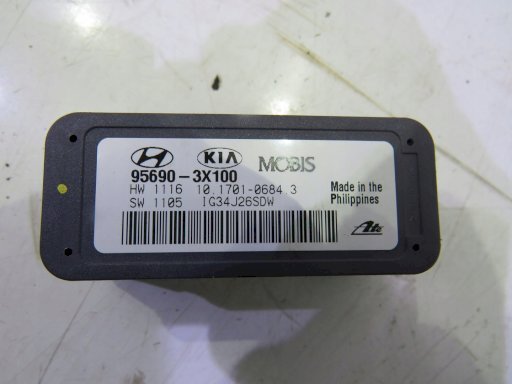 KIA MOBIS
95690-3X100
HW 1116 10.1701-0684.3
SW 1105 IG34J26SDW
Made in the
Philippines
Ate